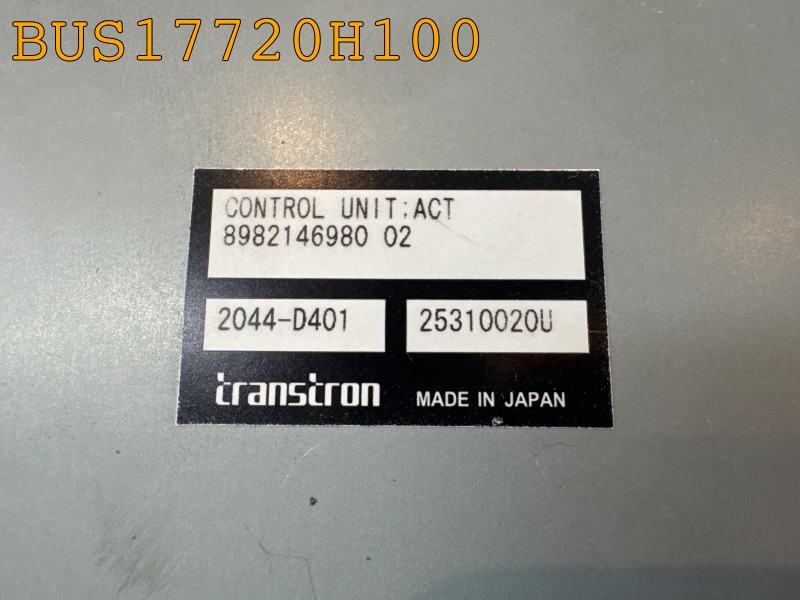 BUS17720H100
CONTROL UNIT:ACT
8982146980 02
2044-D401
25310020U
transtron
MADE IN JAPAN